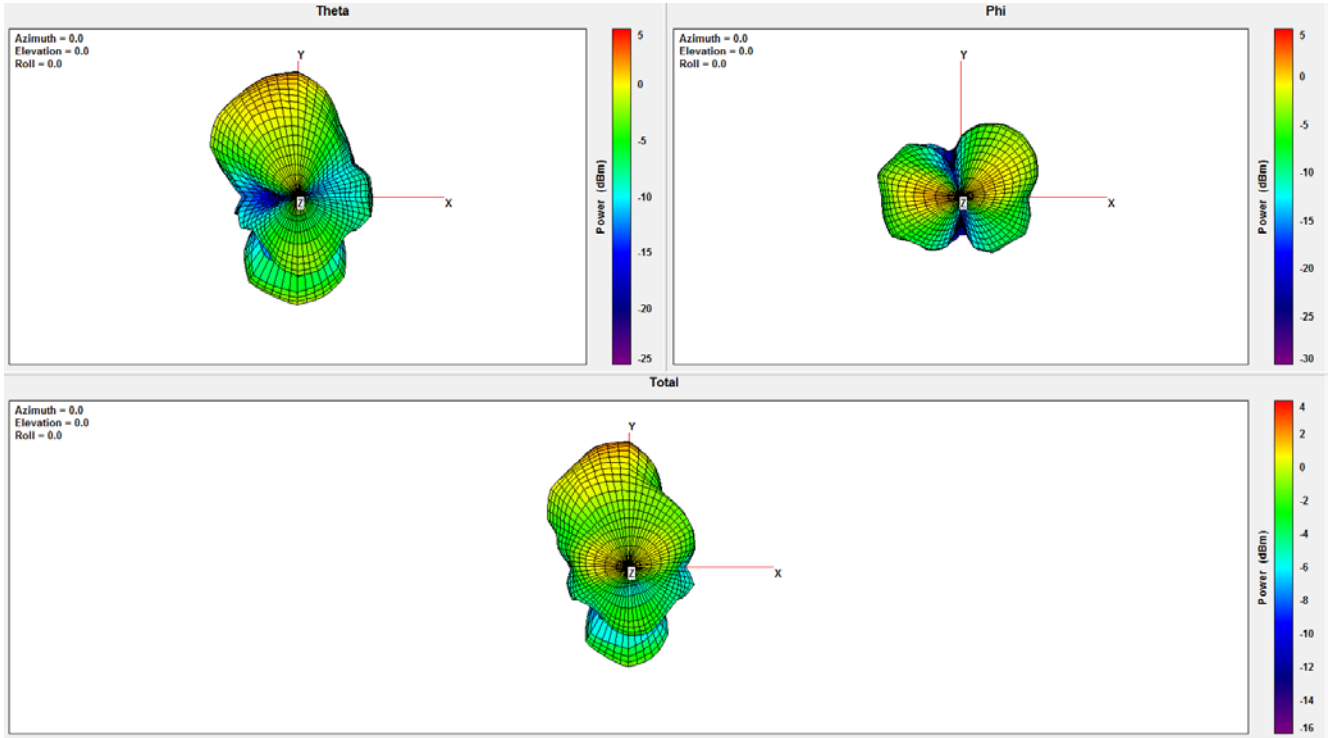 Theta
Azimuth = 0.0
Elevation = 0.0
Roll = 0.0
Y
X
Z
5
0
-5
-10
-15
-20
-25
Power (dBm)
Phi
Azimuth = 0.0
Elevation = 0.0
Roll = 0.0
Y
X
Z
5
0
-5
-10
-15
-20
-25
-30
Power (dBm)
Total
Azimuth = 0.0
Elevation = 0.0
Roll = 0.0
Y
X
Z
4
2
0
-2
-4
-6
-8
-10
-12
-14
-16
Power (dBm)